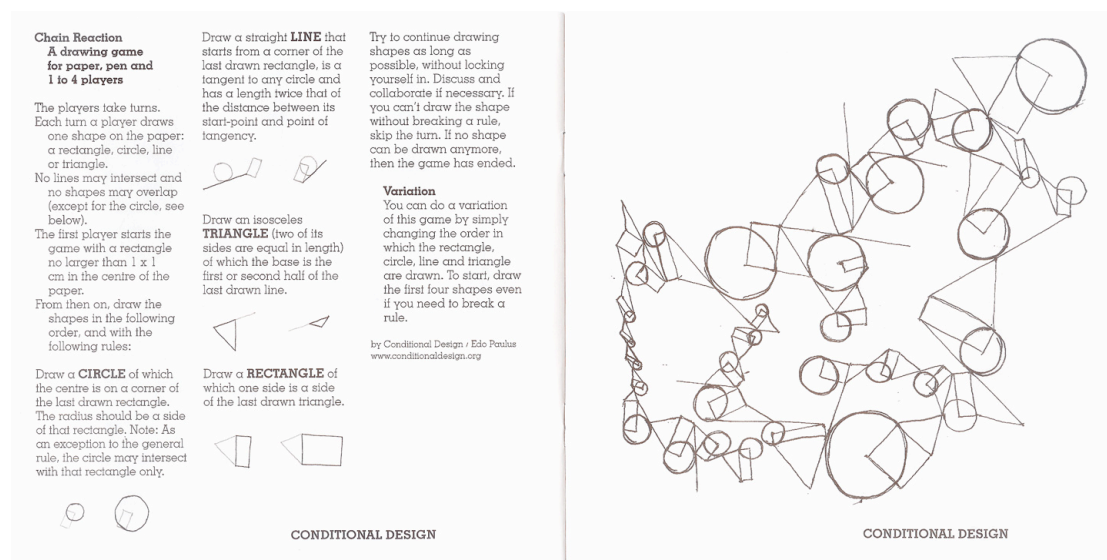 Chain Reaction
A drawing game
for paper, pen and
1 to 4 players
The players take turns.
Each turn a player draws
one shape on the paper:
a rectangle, circle, line
or triangle.
No lines may intersect and
no shapes may overlap
(except for the circle, see
below).
The first player starts the
game with a rectangle
no larger than 1 x 1
cm in the centre of the
paper.
From then on, draw the
shapes in the following
order, and with the
following rules:
Draw a CIRCLE of which
the centre is on a corner of
the last drawn rectangle.
The radius should be a side
of that rectangle. Note: As
an exception to the general
rule, the circle may intersect
with that rectangle only.
Draw a straight LINE that
starts from a corner of the
last drawn rectangle, is a
tangent to any circle and
has a length twice that of
the distance between its
start-point and point of
tangency.
Draw an isosceles
TRIANGLE (two of its
sides are equal in length)
of which the base is the
first or second half of the
last drawn line.
Draw a RECTANGLE of
which one side is a side
of the last drawn triangle.
Try to continue drawing
shapes as long as
possible, without locking
yourself in. Discuss and
collaborate if necessary. If
you can't draw the shape
without breaking a rule,
skip the turn. If no shape
can be drawn anymore,
then the game has ended.
Variation
You can do a variation
of this game by simply
changing the order in
which the rectangle,
circle, line and triangle
are drawn. To start, draw
the first four shapes even
if you need to break a
rule.
by Conditional Design / Edo Paulus
www.conditionaldesign.org
CONDITIONAL DESIGN
CONDITIONAL DESIGN